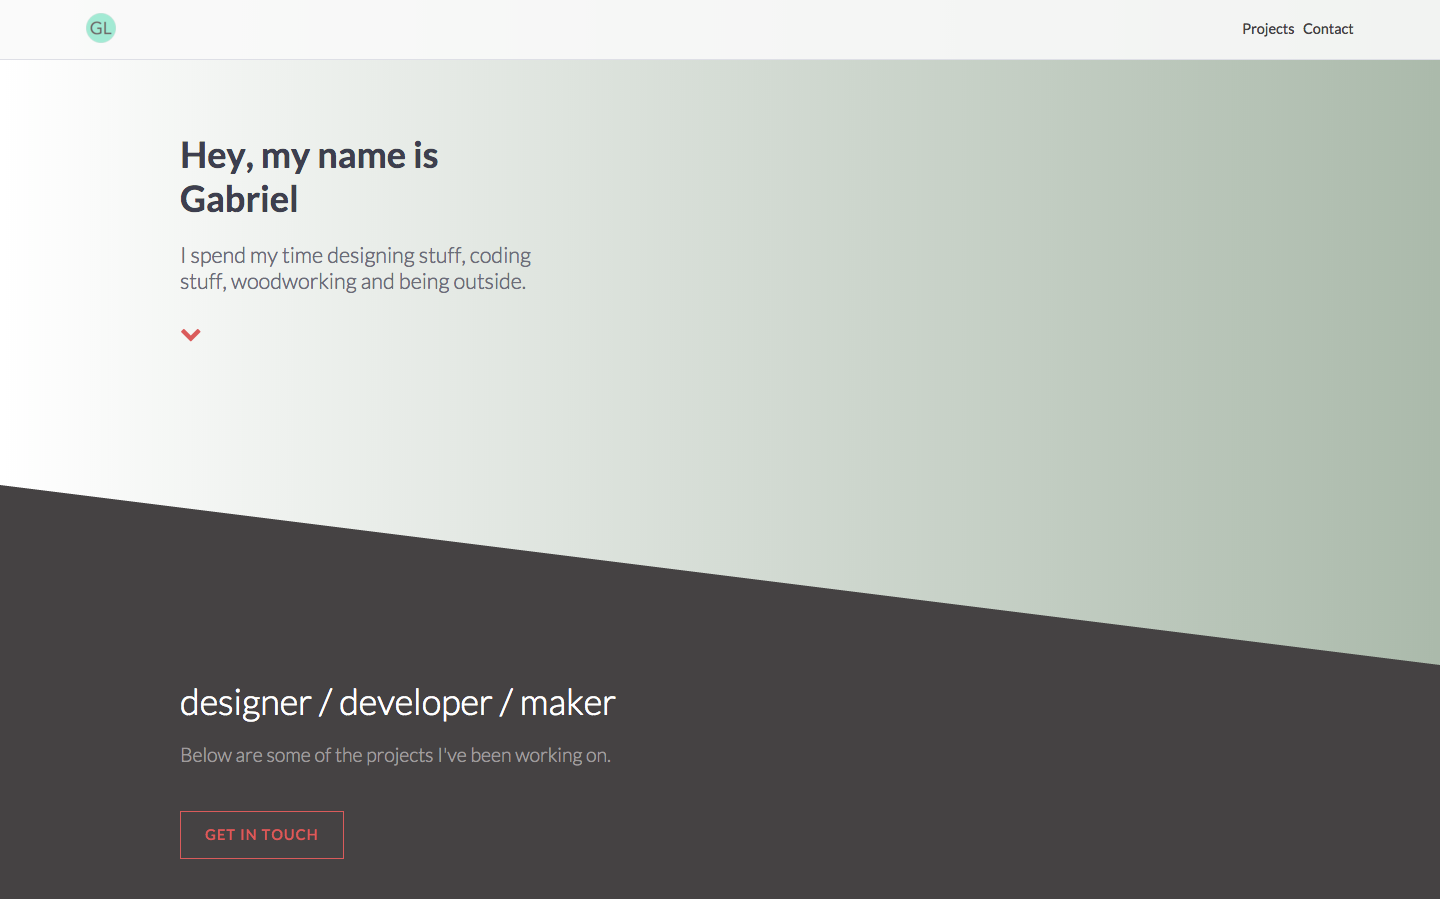 GL
Projects Contact
Hey, my name is
Gabriel
I spend my time designing stuff, coding
stuff, woodworking and being outside.
designer / developer / maker
Below are some of the projects I've been working on.
GET IN TOUCH